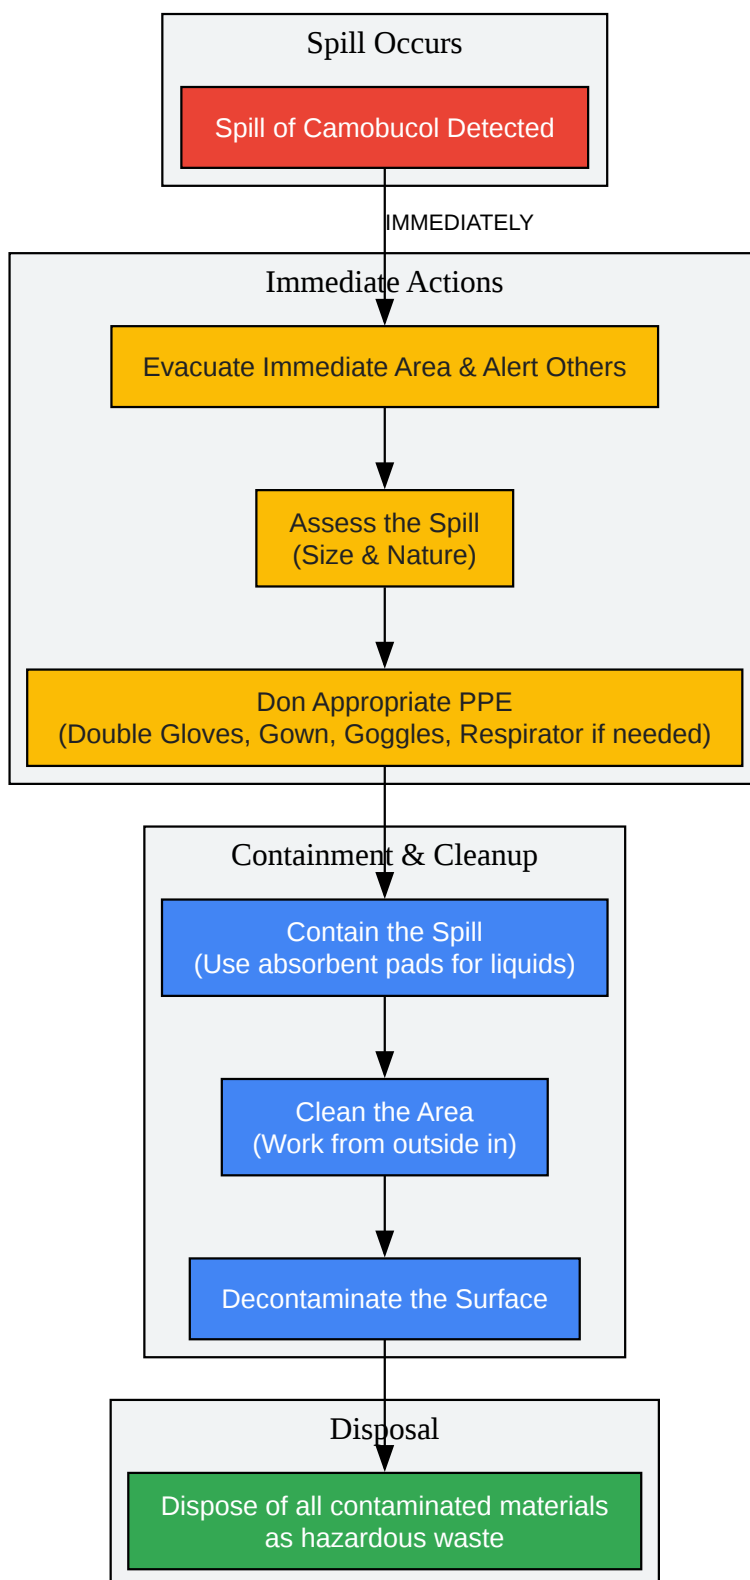 Spill Occurs
Spill of Camobucol Detected
IMMEDIATELY
Immediate Actions
Evacuate Immediate Area & Alert Others
Assess the Spill
(Size & Nature)
Don Appropriate PPE
(Double Gloves, Gown, Goggles, Respirator if needed)
Containment & Cleanup
Contain the Spill
(Use absorbent pads for liquids)
Clean the Area
(Work from outside in)
Decontaminate the Surface
Disposal
Dispose of all contaminated materials
as hazardous waste